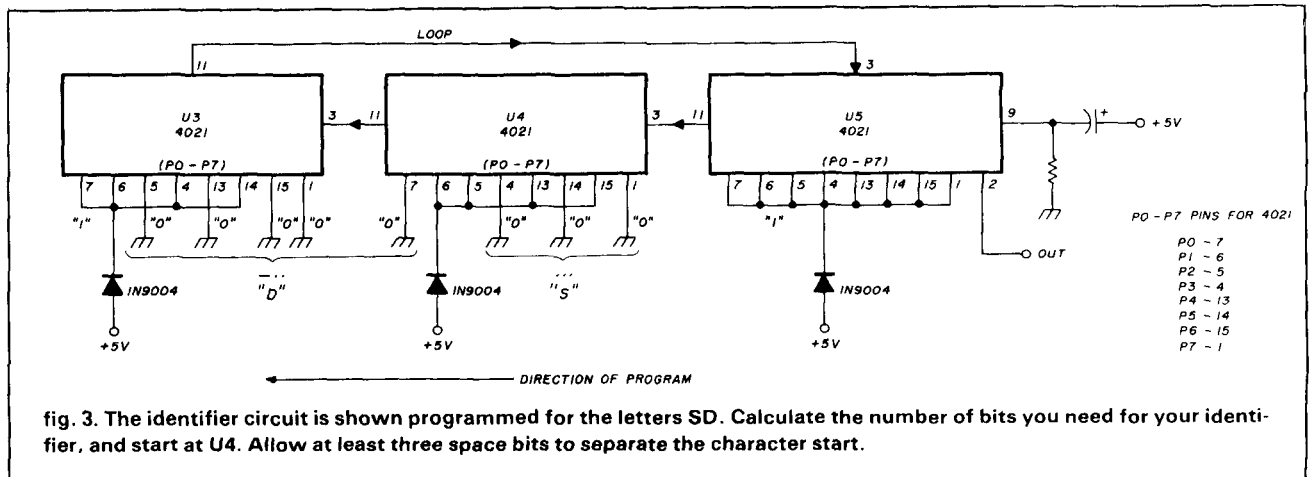 LOOP
11 3
U3 U4 U5
4021 4021 4021
3 11 3 11 9 + +5V
(P0 - P7) (P0 - P7) (P0 - P7)
7 6 5 4 13 14 15 1 7 6 5 4 13 14 15 1 7 6 5 4 13 14 15 1 2
"1" "0" "0" "0" "0" "0" "0" "0" "0" "1" OUT
"D" "S"
1N9004 1N9004 1N9004
+5V +5V +5V
P0 - P7 PINS FOR 4021
P0 - 7
P1 - 6
P2 - 5
P3 - 4
P4 - 13
P5 - 14
P6 - 15
P7 - 1
DIRECTION OF PROGRAM
fig. 3. The identifier circuit is shown programmed for the letters SD. Calculate the number of bits you need for your identi-
fier, and start at U4. Allow at least three space bits to separate the character start.